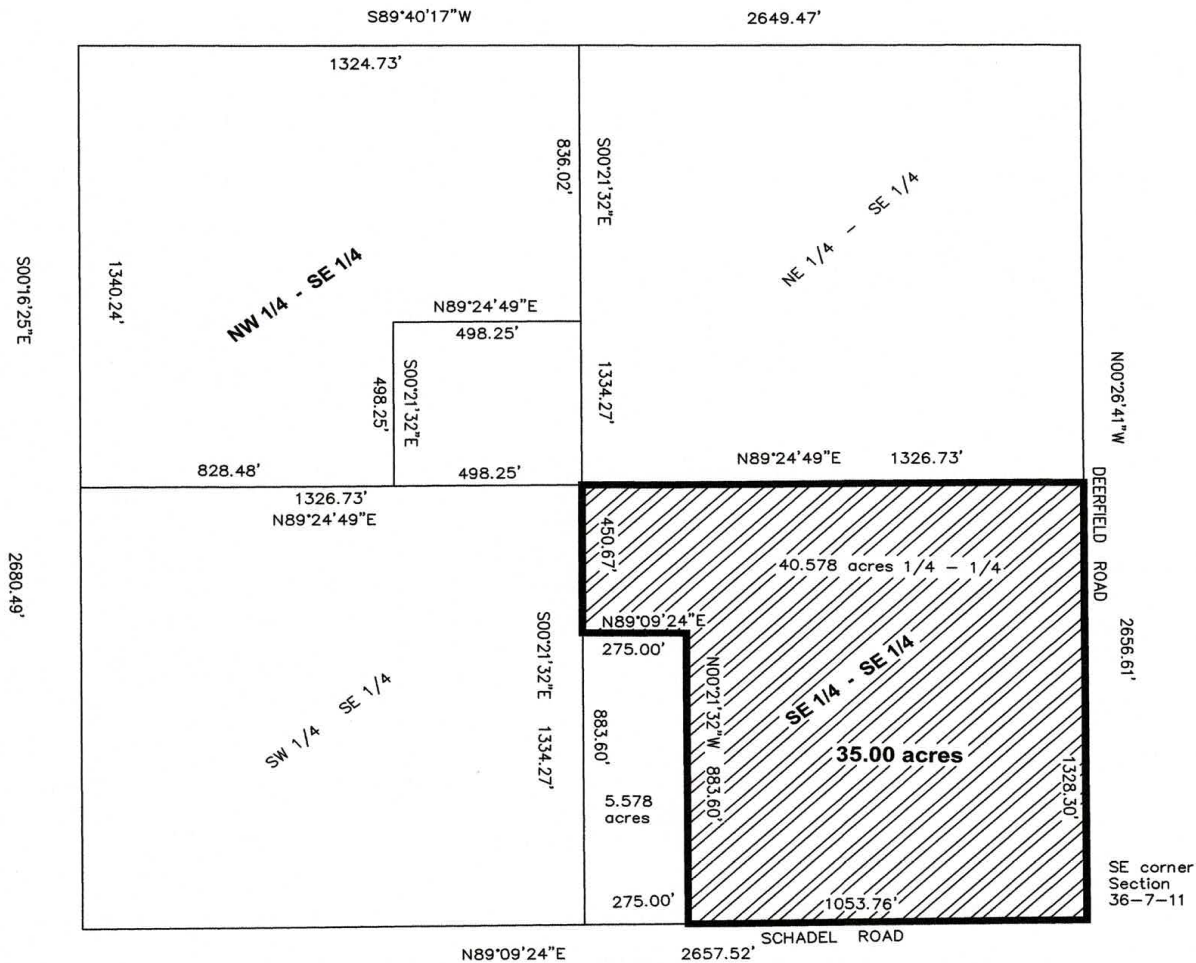 S89°40'17"W 2649.47'
1324.73'
836.02'
S00°21'32"E
NE 1/4 - SE 1/4
S00°16'25"E
1340.24'
NW 1/4 - SE 1/4
N89°24'49"E
498.25'
S00°21'32"E
498.25'
1334.27'
N00°26'41"W
828.48'
498.25'
N89°24'49"E 1326.73'
1326.73'
N89°24'49"E
DEERFIELD ROAD
450.67'
40.578 acres 1/4 - 1/4
2680.49'
S00°21'32"E 1334.27'
N89°09'24"E
275.00'
2656.61'
SW 1/4 SE 1/4
883.60'
N00°21'32"W 883.60'
SE 1/4 - SE 1/4
35.00 acres
1328.30'
5.578
acres
275.00'
1053.76'
SE corner
Section
36-7-11
SCHADEL ROAD
N89°09'24"E 2657.52'